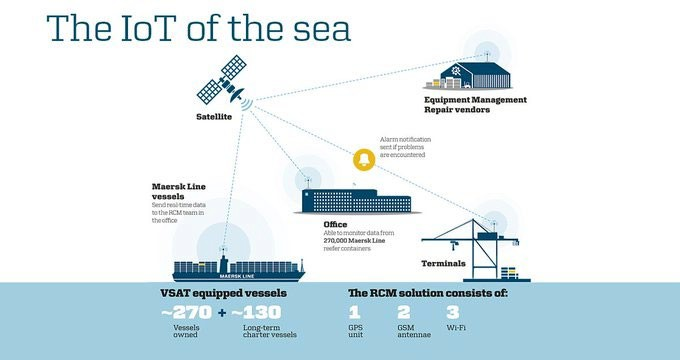 The IoT of the sea
Satellite
Equipment Management
Repair vendors
Alarm notification
sent if problems
are encountered
Maersk Line
vessels
Send real-time data
to the RCM team in
the office
Office
Able to monitor data from
270,000 Maersk Line
reefer containers
Terminals
MAERSK LINE
VSAT equipped vessels
~270 + ~130
Vessels
owned
Long-term
charter vessels
The RCM solution consists of:
1 2 3
GPS
unit
GSM
antennae
Wi-Fi